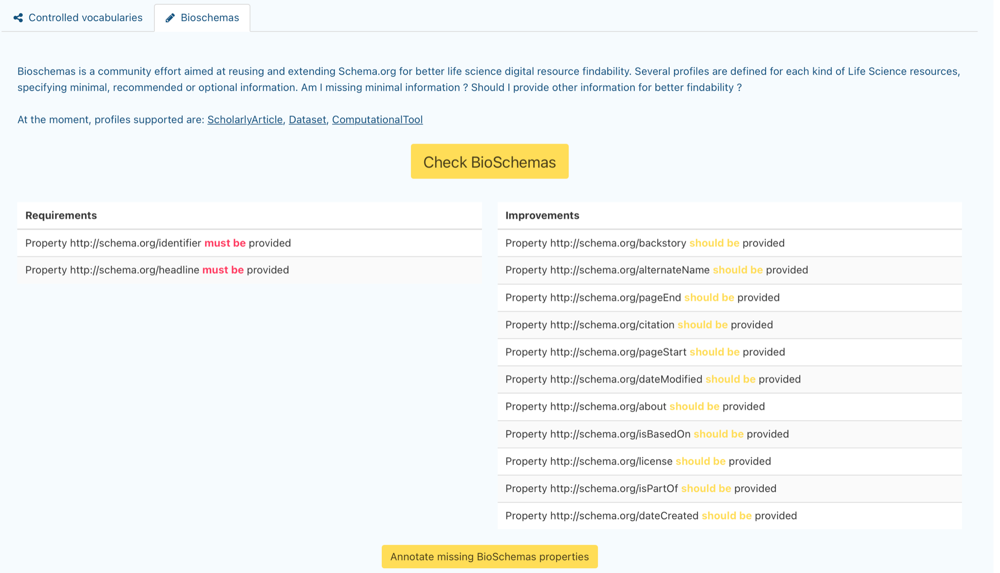 Controlled vocabularies
Bioschemas
Bioschemas is a community effort aimed at reusing and extending Schema.org for better life science digital resource findability. Several profiles are defined for each kind of Life Science resources,
specifying minimal, recommended or optional information. Am I missing minimal information ? Should I provide other information for better findability ?
At the moment, profiles supported are: ScholarlyArticle, Dataset, ComputationalTool
Check BioSchemas
Requirements
Property http://schema.org/identifier must be provided
Property http://schema.org/headline must be provided
Improvements
Property http://schema.org/backstory should be provided
Property http://schema.org/alternateName should be provided
Property http://schema.org/pageEnd should be provided
Property http://schema.org/citation should be provided
Property http://schema.org/pageStart should be provided
Property http://schema.org/dateModified should be provided
Property http://schema.org/about should be provided
Property http://schema.org/isBasedOn should be provided
Property http://schema.org/license should be provided
Property http://schema.org/isPartOf should be provided
Property http://schema.org/dateCreated should be provided
Annotate missing BioSchemas properties